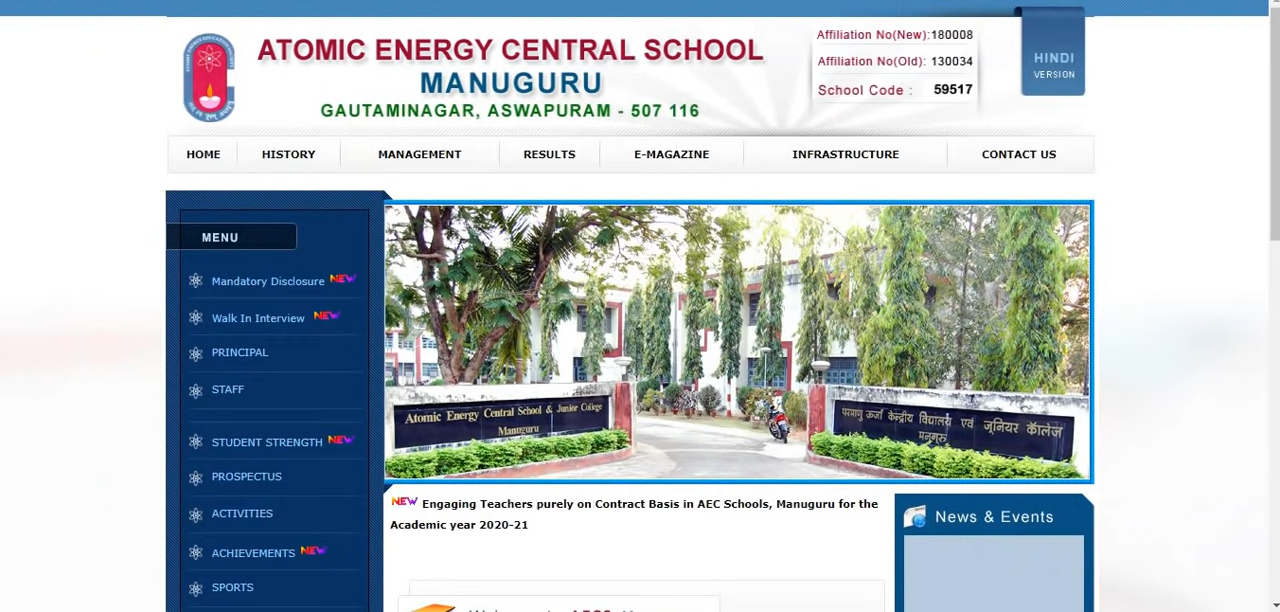 ATOMIC ENERGY CENTRAL SCHOOL
MANUGURU
GAUTAMINAGAR, ASWAPURAM - 507 116
Affiliation No(New):180008
Affiliation No(Old): 130034
School Code : 59517
HINDI
VERSION
HOME
HISTORY
MANAGEMENT
RESULTS
E-MAGAZINE
INFRASTRUCTURE
CONTACT US
MENU
Mandatory Disclosure NEW
Walk In Interview NEW
PRINCIPAL
STAFF
STUDENT STRENGTH NEW
PROSPECTUS
ACTIVITIES
ACHIEVEMENTS NEW
SPORTS
Atomic Energy Central School & Junior College
Manuguru
परमाणु ऊर्जा केन्द्रीय विद्यालय एवं जूनियर कॅालेज
मनुगुरु
NEW Engaging Teachers purely on Contract Basis in AEC Schools, Manuguru for the
Academic year 2020-21
News & Events